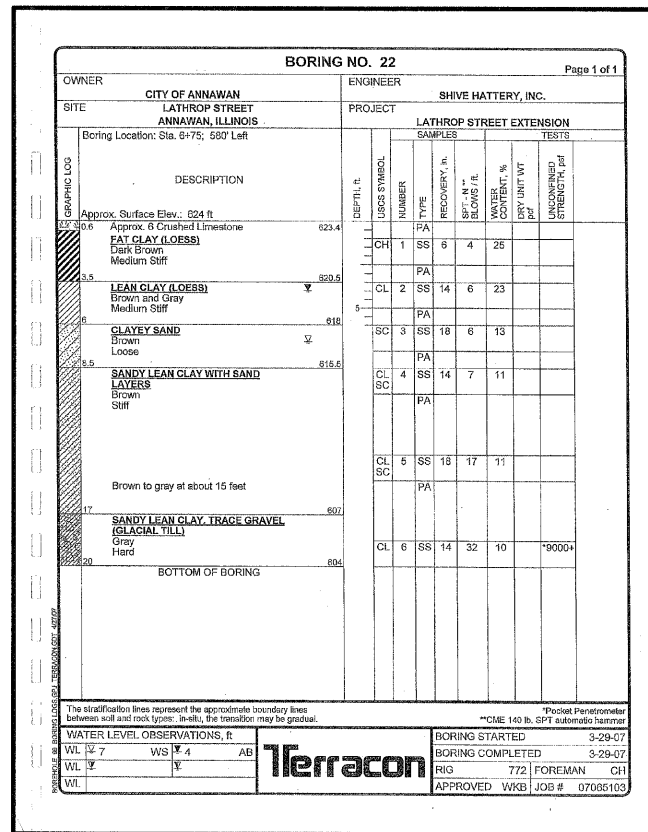 BORING NO. 22
Page 1 of 1
OWNER
CITY OF ANNAWAN
ENGINEER
SHIVE HATTERY, INC.
SITE
LATHROP STREET
ANNAWAN, ILLINOIS
PROJECT
LATHROP STREET EXTENSION
Boring Location: Sta. 6+75; 580' Left
SAMPLES
TESTS
GRAPHIC LOG
DESCRIPTION
DEPTH, ft.
USCS SYMBOL
NUMBER
TYPE
RECOVERY, in.
SPT - N **
BLOWS / ft.
WATER
CONTENT, %
DRY UNIT WT
pcf
UNCONFINED
STRENGTH, psf
Approx. Surface Elev.: 624 ft
0.6 Approx. 6 Crushed Limestone 623.4
PA
FAT CLAY (LOESS)
Dark Brown
CH 1 SS 6 4 25
Medium Stiff
PA
3.5 620.5
LEAN CLAY (LOESS)
CL 2 SS 14 6 23
Brown and Gray
Medium Stiff
5
PA
6 618
CLAYEY SAND
SC 3 SS 18 6 13
Brown
Loose
PA
8.5 615.5
SANDY LEAN CLAY WITH SAND
LAYERS
CL 4 SS 14 7 11
SC
Brown
Stiff
PA
CL 5 SS 18 17 11
SC
Brown to gray at about 15 feet
PA
17 607
SANDY LEAN CLAY, TRACE GRAVEL
(GLACIAL TILL)
Gray
Hard
CL 6 SS 14 32 10 *9000+
20 604
BOTTOM OF BORING
The stratification lines represent the approximate boundary lines
between soil and rock types: in-situ, the transition may be gradual.
*Pocket Penetrometer
**CME 140 lb. SPT automatic hammer
WATER LEVEL OBSERVATIONS, ft
WL 7 WS 4 AB
WL
WL
Terracon
BORING STARTED 3-29-07
BORING COMPLETED 3-29-07
RIG 772 FOREMAN CH
APPROVED WKB JOB # 07065103
BOREHOLE 99 BORING LOGS.GPJ TERRACON.GDT 4/27/07